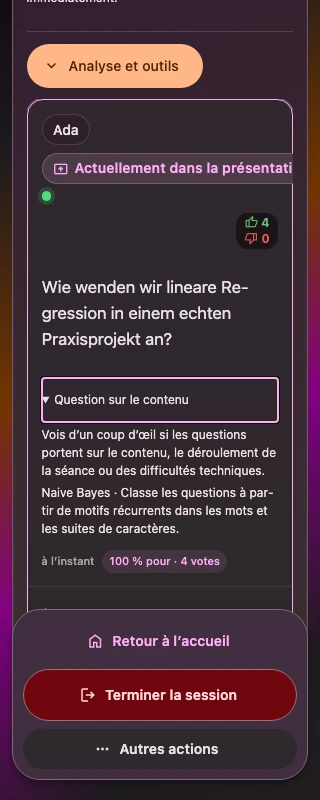 immédiatement.
Analyse et outils
Ada
Actuellement dans la présentati
4
0
Wie wenden wir lineare Re-
gression in einem echten
Praxisprojekt an?
Question sur le contenu
Vois d’un coup d’œil si les questions
portent sur le contenu, le déroulement de
la séance ou des difficultés techniques.
Naive Bayes · Classe les questions à par-
tir de motifs récurrents dans les mots et
les suites de caractères.
à l’instant 100 % pour · 4 votes
Retour à l’accueil
Terminer la session
Autres actions